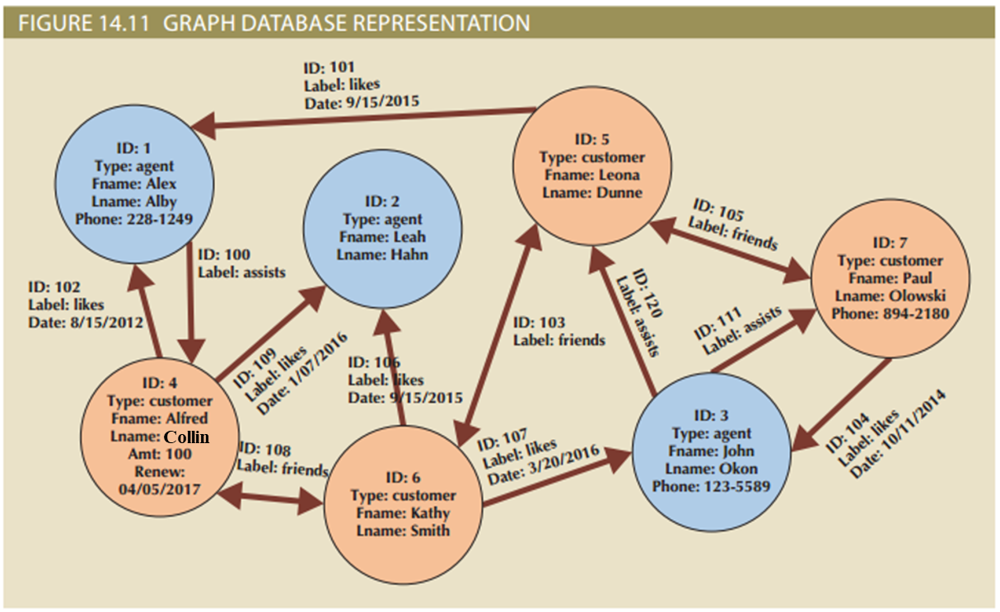 FIGURE 14.11 GRAPH DATABASE REPRESENTATION
ID: 101
Label: likes
Date: 9/15/2015
ID: 1
Type: agent
Fname: Alex
Lname: Alby
Phone: 228-1249
ID: 2
Type: agent
Fname: Leah
Lname: Hahn
ID: 5
Type: customer
Fname: Leona
Lname: Dunne
ID: 105
Label: friends
ID: 7
Type: customer
Fname: Paul
Lname: Olowski
Phone: 894-2180
ID: 100
Label: assists
ID: 102
Label: likes
Date: 8/15/2012
ID: 109
Label: likes
Date: 1/07/2016
ID: 106
Label: likes
Date: 9/15/2015
ID: 103
Label: friends
ID: 120
Label: assists
ID: 111
Label: assists
ID: 4
Type: customer
Fname: Alfred
Lname: Collin
Amt: 100
Renew:
04/05/2017
ID: 108
Label: friends
ID: 6
Type: customer
Fname: Kathy
Lname: Smith
ID: 107
Label: likes
Date: 3/20/2016
ID: 3
Type: agent
Fname: John
Lname: Okon
Phone: 123-5589
ID: 104
Label: likes
Date: 10/11/2014